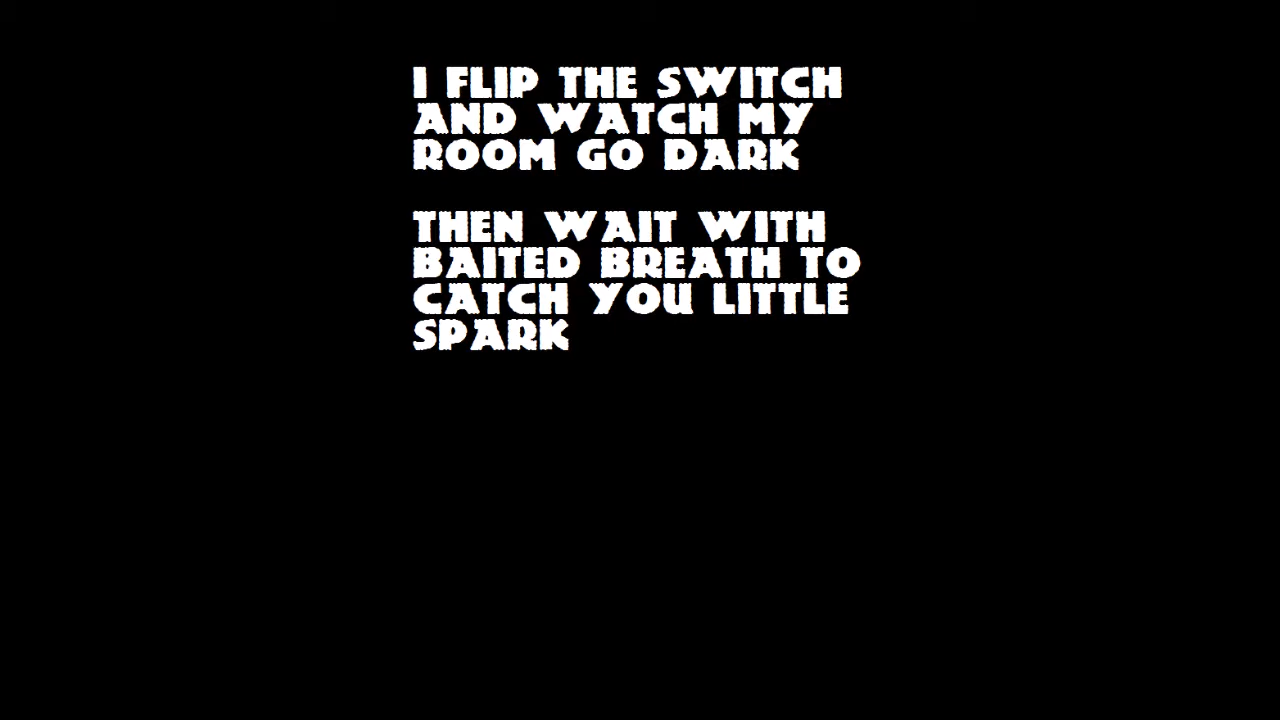 I FLIP THE SWITCH
AND WATCH MY
ROOM GO DARK
THEN WAIT WITH
BAITED BREATH TO
CATCH YOU LITTLE
SPARK